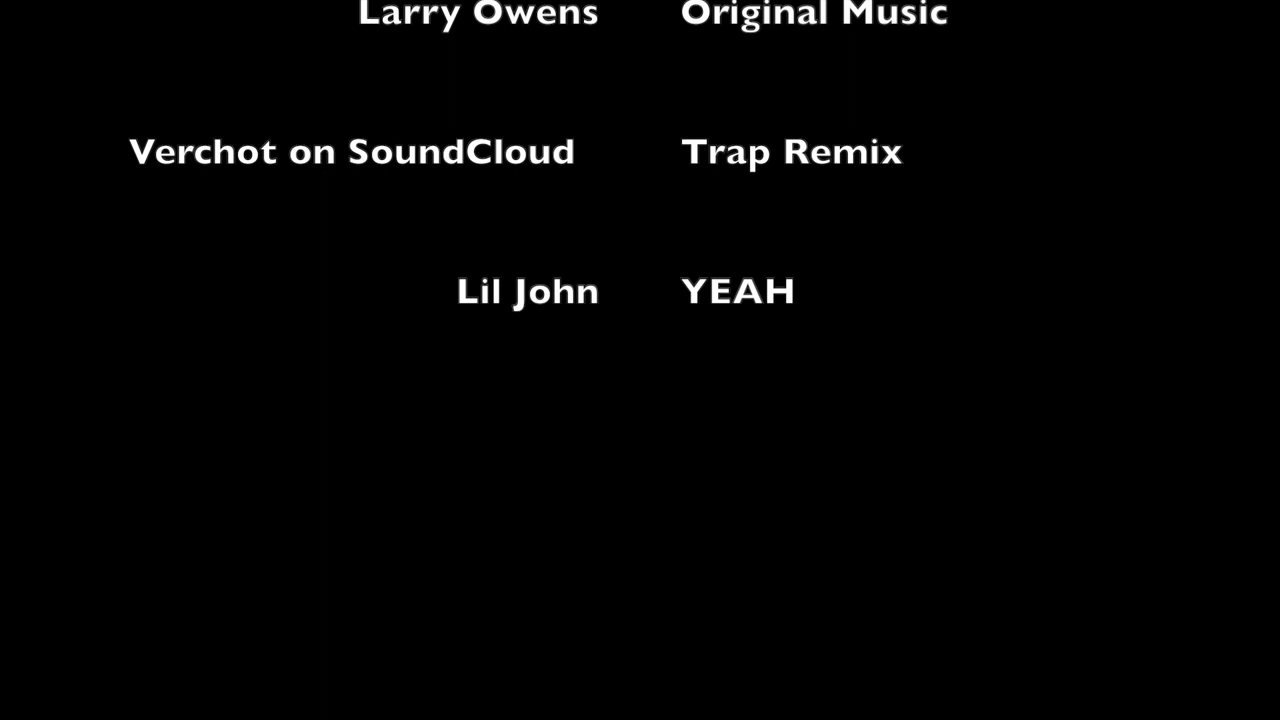 Larry Owens Original Music
Verchot on SoundCloud Trap Remix
Lil John YEAH